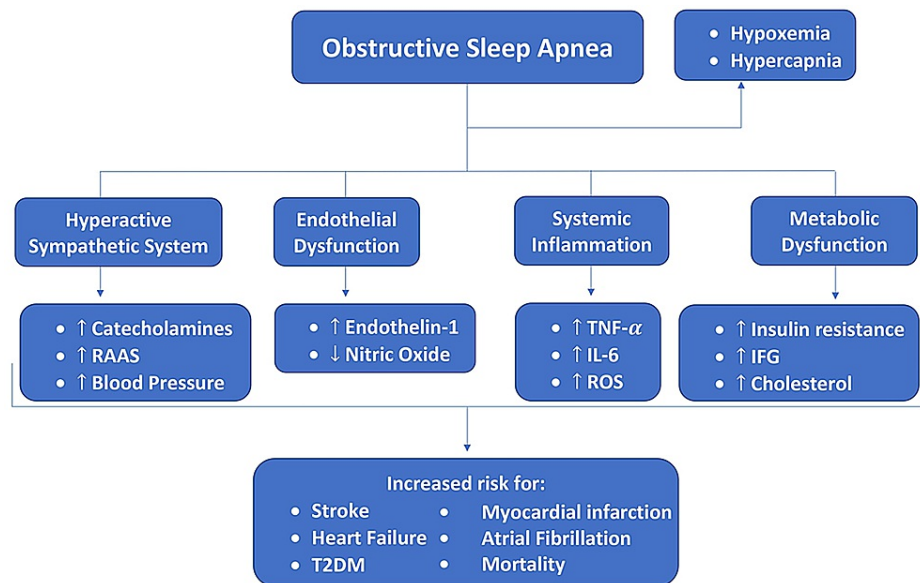 Obstructive Sleep Apnea
• Hypoxemia
• Hypercapnia
Hyperactive
Sympathetic System
Endothelial
Dysfunction
Systemic
Inflammation
Metabolic
Dysfunction
• ↑ Catecholamines
• ↑ RAAS
• ↑ Blood Pressure
• ↑ Endothelin-1
• ↓ Nitric Oxide
• ↑ TNF-α
• ↑ IL-6
• ↑ ROS
• ↑ Insulin resistance
• ↑ IFG
• ↑ Cholesterol
Increased risk for:
• Stroke
• Heart Failure
• T2DM
• Myocardial infarction
• Atrial Fibrillation
• Mortality